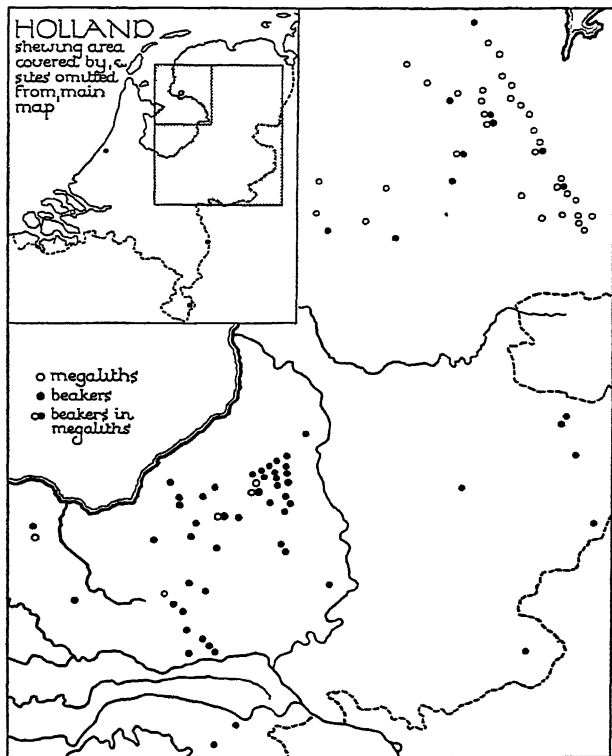 HOLLAND
shewing area
covered by, &
sites omitted
from, main
map
megaliths
beakers
beakers in
megaliths